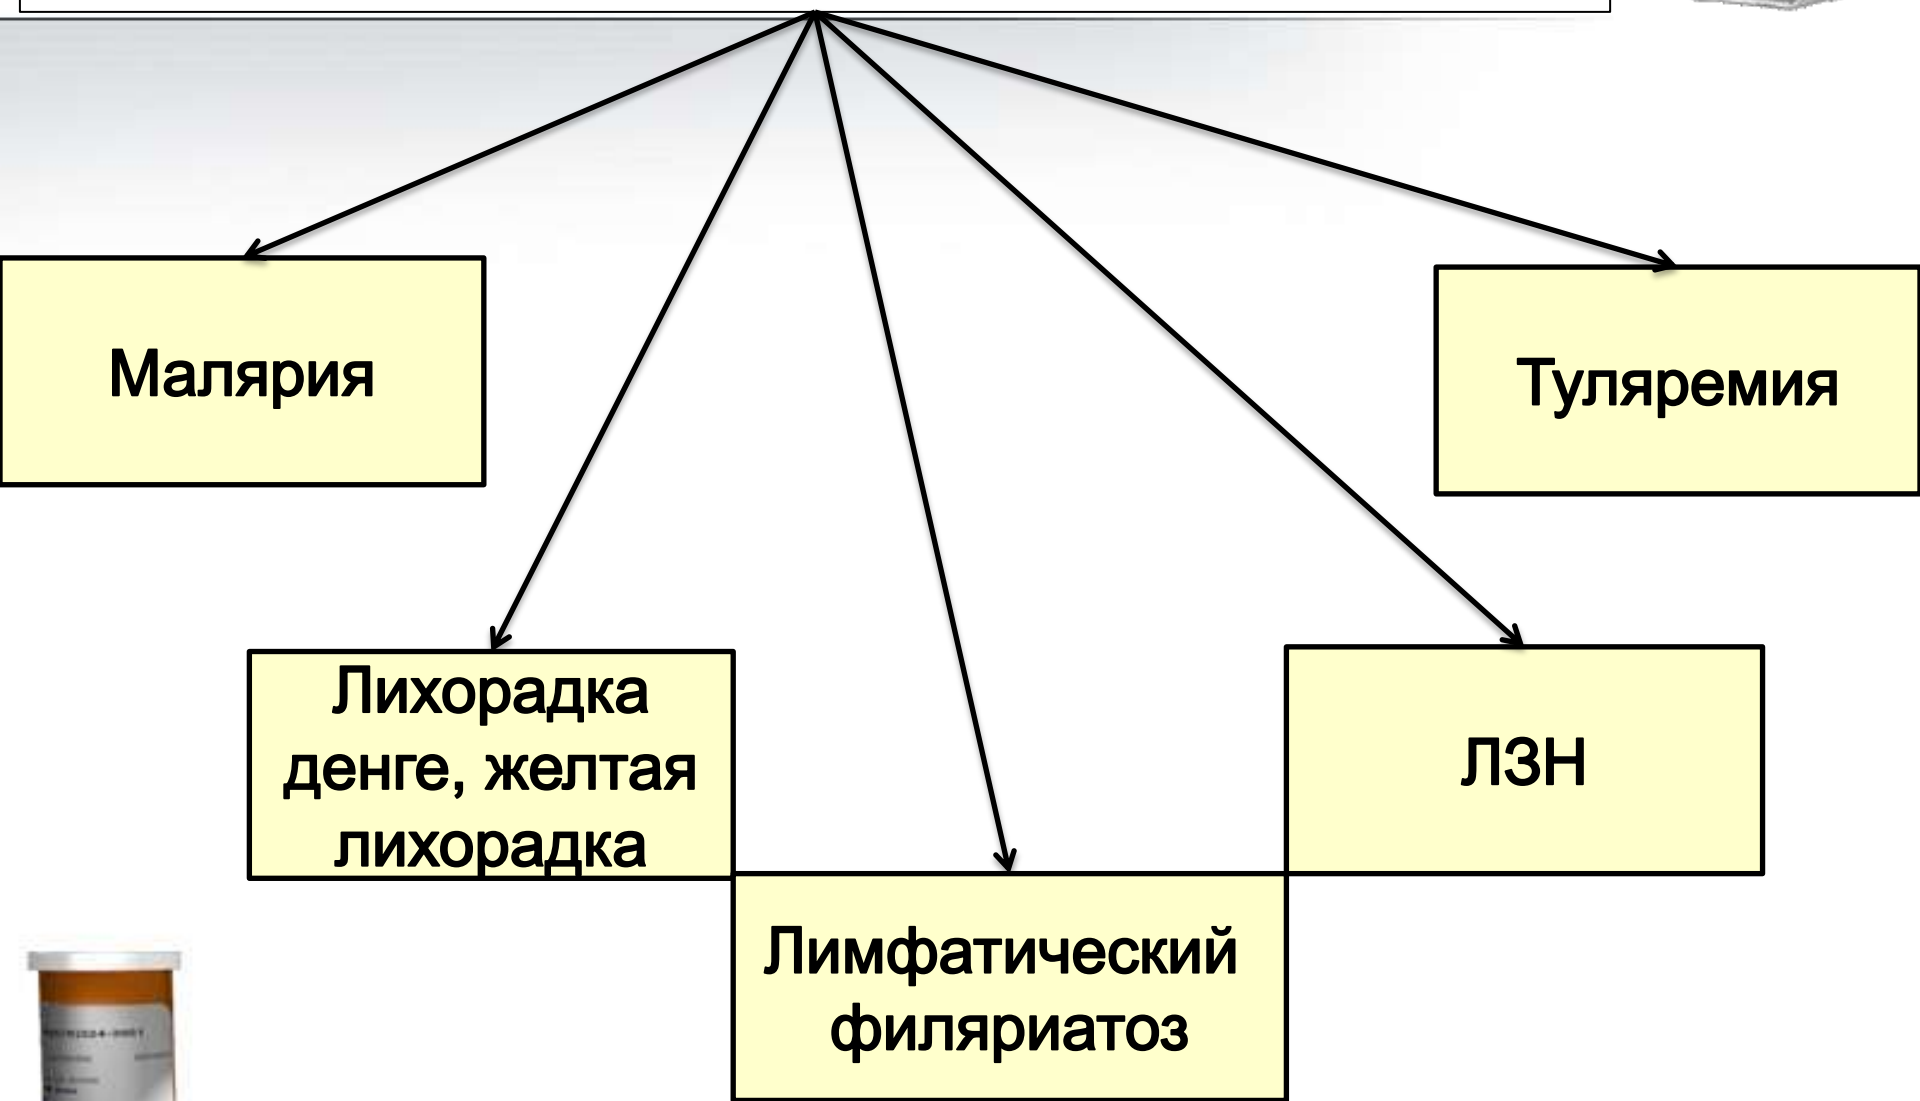 Малярия
Туляремия
Лихорадка
денге, желтая
лихорадка
ЛЗН
Лимфатический
филяриатоз